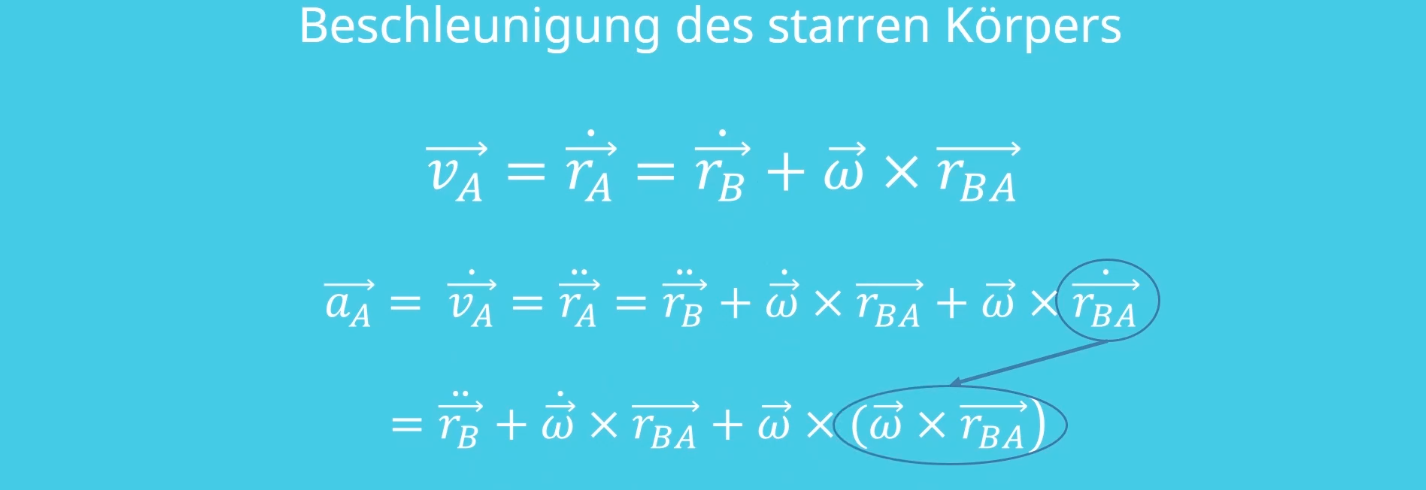 Beschleunigung des starren Körpers
$\overrightarrow{v_A} = \dot{\overrightarrow{r_A}} = \dot{\overrightarrow{r_B}} + \vec{\omega} \times \overrightarrow{r_{BA}}$
$\overrightarrow{a_A} = \dot{\overrightarrow{v_A}} = \ddot{\overrightarrow{r_A}} = \ddot{\overrightarrow{r_B}} + \dot{\vec{\omega}} \times \overrightarrow{r_{BA}} + \vec{\omega} \times \dot{\overrightarrow{r_{BA}}}$
$= \ddot{\overrightarrow{r_B}} + \dot{\vec{\omega}} \times \overrightarrow{r_{BA}} + \vec{\omega} \times (\vec{\omega} \times \overrightarrow{r_{BA}})$